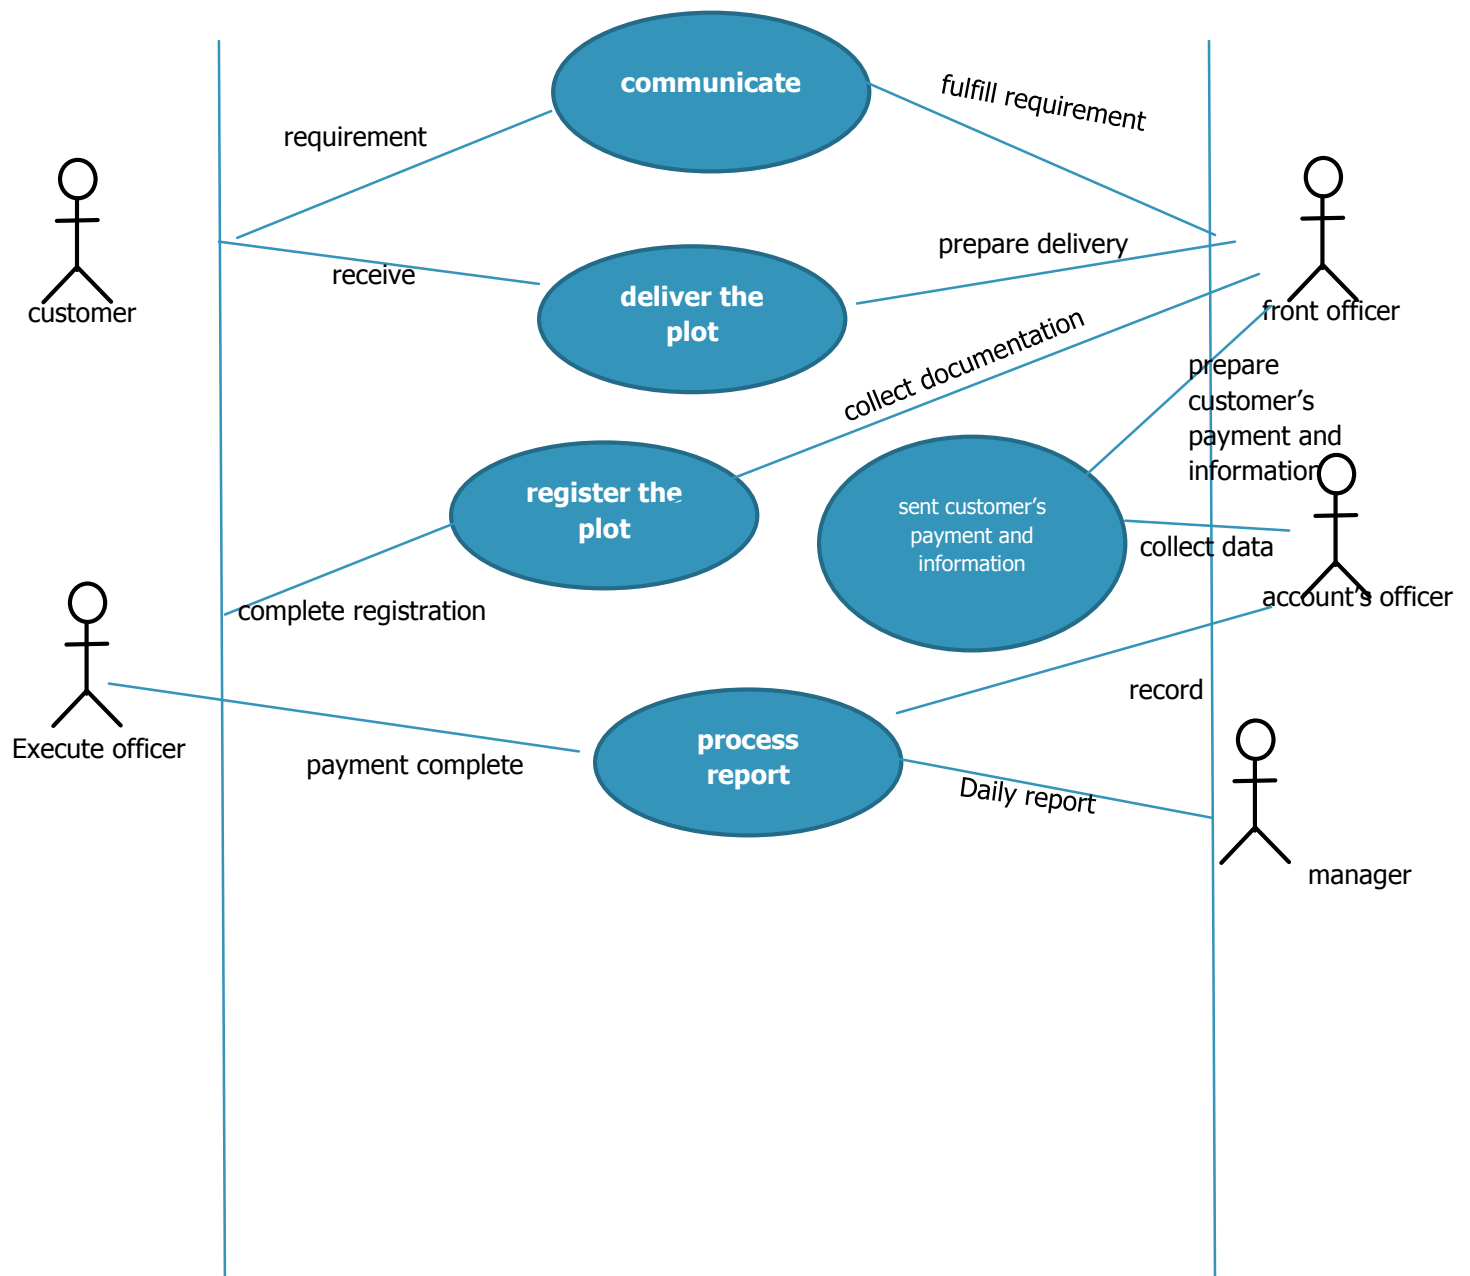 communicate
fulfill requirement
requirement
customer
receive
prepare delivery
deliver the
plot
front officer
collect documentation
prepare
customer’s
payment and
information
register the
plot
sent customer’s
payment and
information
collect data
account’s officer
complete registration
Execute officer
payment complete
record
process
report
Daily report
manager